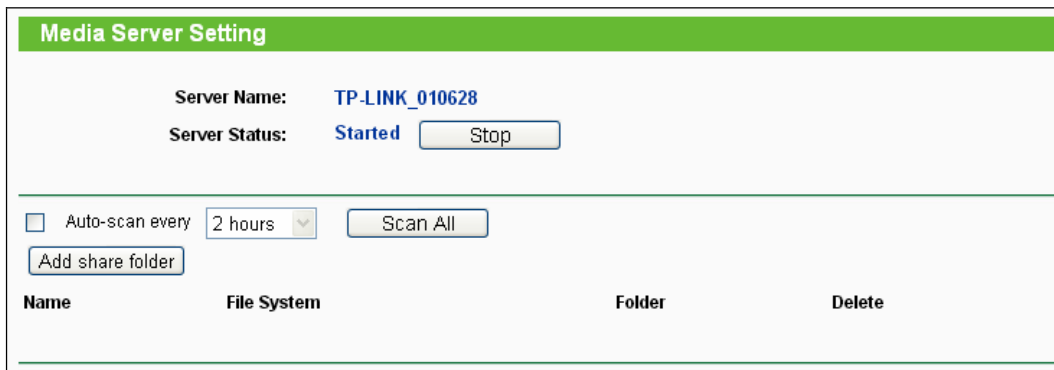 Media Server Setting
Server Name: TP-LINK_010628
Server Status: Started Stop
Auto-scan every 2 hours Scan All
Add share folder
Name File System Folder Delete